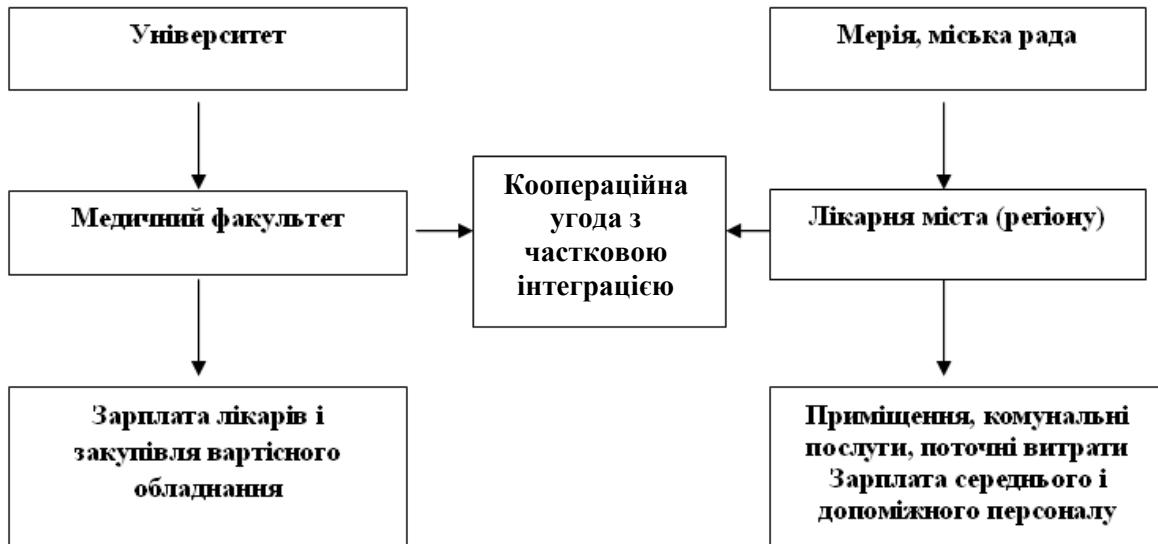 Університет
Мерія, міська рада
Медичний факультет
Коопераційна
угода з
частковою
інтеграцією
Лікарня міста (регіону)
Зарплата лікарів і
закупівля вартісного
обладнання
Приміщення, комунальні
послуги, поточні витрати
Зарплата середнього і
допоміжного персоналу